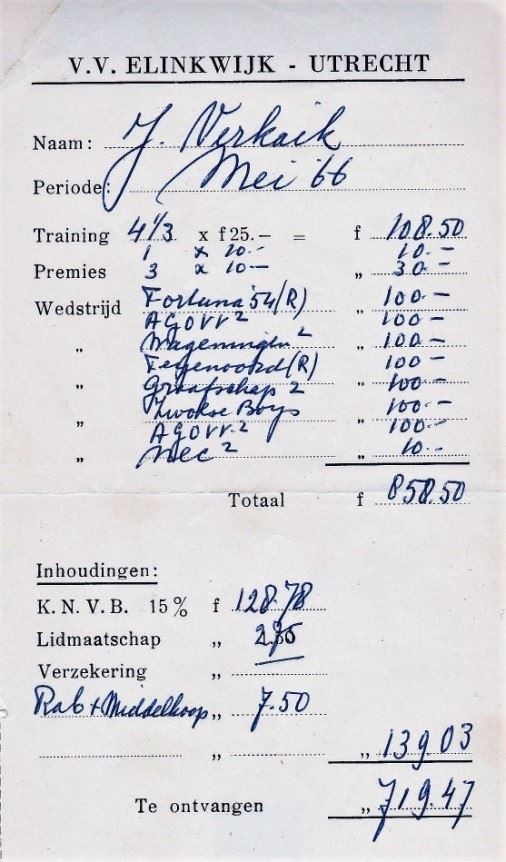 V.V. ELINKWIJK - UTRECHT
Naam: J. Verkaik
Periode: Mei '66
Training 4 1/3 x f 25.- = f 108.50
1 x 10.- 10.-
Premies 3 x 10- „ 30.-
Wedstrijd Fortuna '54 (R) „ 100.-
AGOVV 2 „ 100-
„ Wageningen 2 „ 100-
Feyenoord (R) 100-
„ Graafschap 2 „ 100-
„ Zwolse Boys „ 100.-
AGOVV 2 100-
„ Nec 2 „ 10.-
Totaal f 858.50
Inhoudingen:
K.N.V.B. 15% f 128.78
Lidmaatschap „ 2.75
Verzekering „
Rab + Middelkoop „ 7.50
„ „ 139.03
Te ontvangen „ 719.47